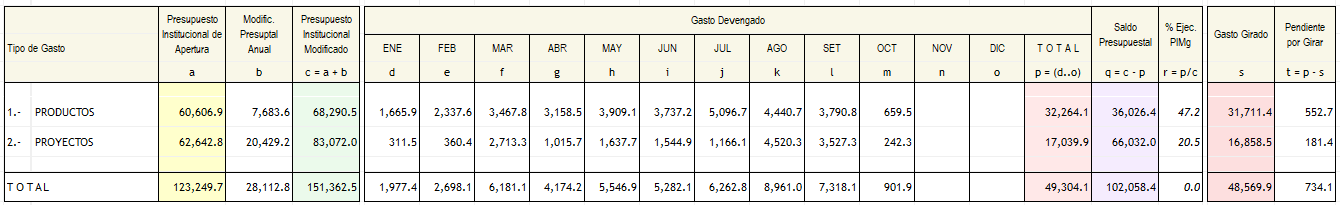 Tipo de Gasto | Presupuesto Institucional de Apertura | Modific. Presuptal Anual | Presupuesto Institucional Modificado | Gasto Devengado | Saldo Presupuestal | % Ejec. PIMg | Gasto Girado | Pendiente por Girar
ENE | FEB | MAR | ABR | MAY | JUN | JUL | AGO | SET | OCT | NOV | DIC | T O T A L
a | b | c = a + b | d | e | f | g | h | i | j | k | l | m | n | o | p = (d..o) | q = c - p | r = p/c | s | t = p - s
1.- PRODUCTOS | 60,606.9 | 7,683.6 | 68,290.5 | 1,665.9 | 2,337.6 | 3,467.8 | 3,158.5 | 3,909.1 | 3,737.2 | 5,096.7 | 4,440.7 | 3,790.8 | 659.5 | 32,264.1 | 36,026.4 | 47.2 | 31,711.4 | 552.7
2.- PROYECTOS | 62,642.8 | 20,429.2 | 83,072.0 | 311.5 | 360.4 | 2,713.3 | 1,015.7 | 1,637.7 | 1,544.9 | 1,166.1 | 4,520.3 | 3,527.3 | 242.3 | 17,039.9 | 66,032.0 | 20.5 | 16,858.5 | 181.4
T O T A L | 123,249.7 | 28,112.8 | 151,362.5 | 1,977.4 | 2,698.1 | 6,181.1 | 4,174.2 | 5,546.9 | 5,282.1 | 6,262.8 | 8,961.0 | 7,318.1 | 901.9 | 49,304.1 | 102,058.4 | 0.0 | 48,569.9 | 734.1